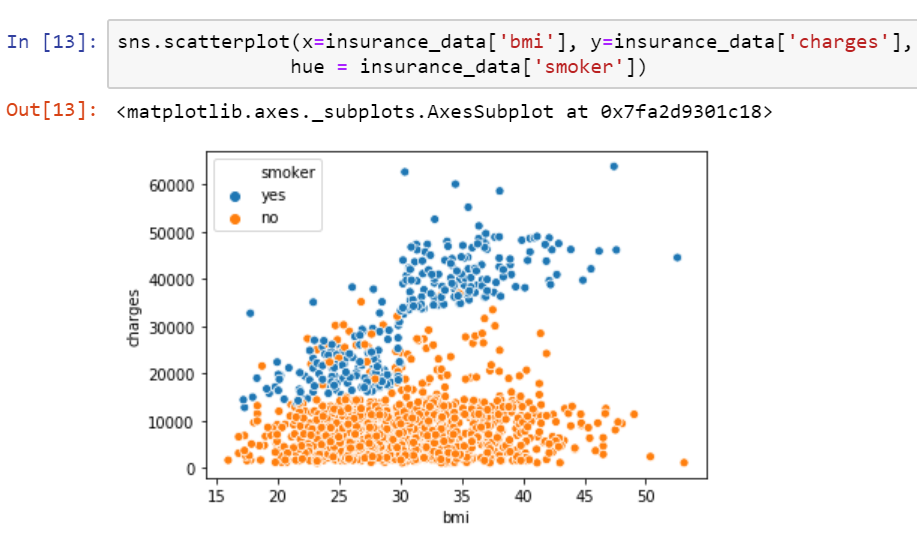 In [13]: sns.scatterplot(x=insurance_data['bmi'], y=insurance_data['charges'],
hue = insurance_data['smoker'])
Out[13]: <matplotlib.axes._subplots.AxesSubplot at 0x7fa2d9301c18>
smoker
yes
no
60000
50000
40000
30000
20000
10000
0
charges
15 20 25 30 35 40 45 50
bmi